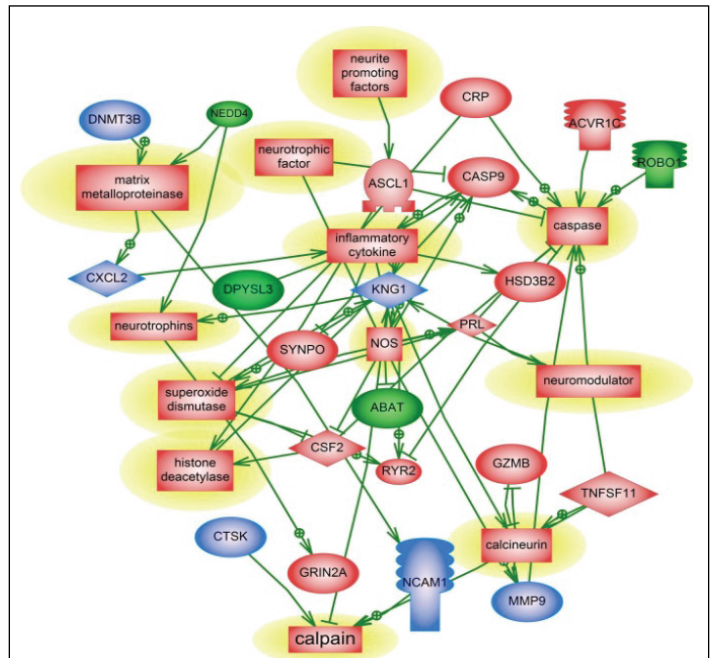 neurite
promoting
factors
CRP
DNMT3B
NEDD4
ACVR1C
neurotrophic
factor
ROBO1
matrix
metalloproteinase
ASCL1
CASP9
caspase
inflammatory
cytokine
CXCL2
DPYSL3
KNG1
HSD3B2
neurotrophins
SYNPO
NOS
PRL
superoxide
dismutase
neuromodulator
ABAT
histone
deacetylase
CSF2
RYR2
GZMB
TNFSF11
CTSK
calcineurin
GRIN2A
NCAM1
MMP9
calpain